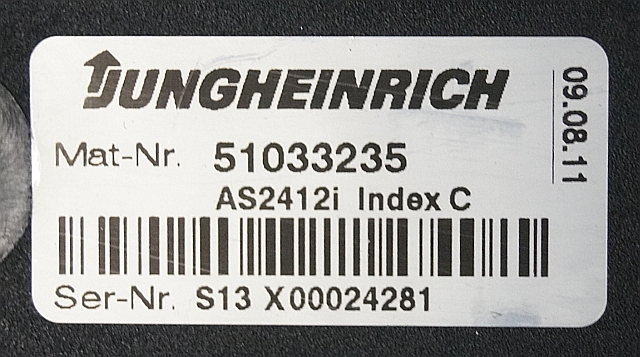 JUNGHEINRICH
Mat-Nr. 51033235
AS2412i Index C
Ser-Nr. S13 X00024281
09.08.11